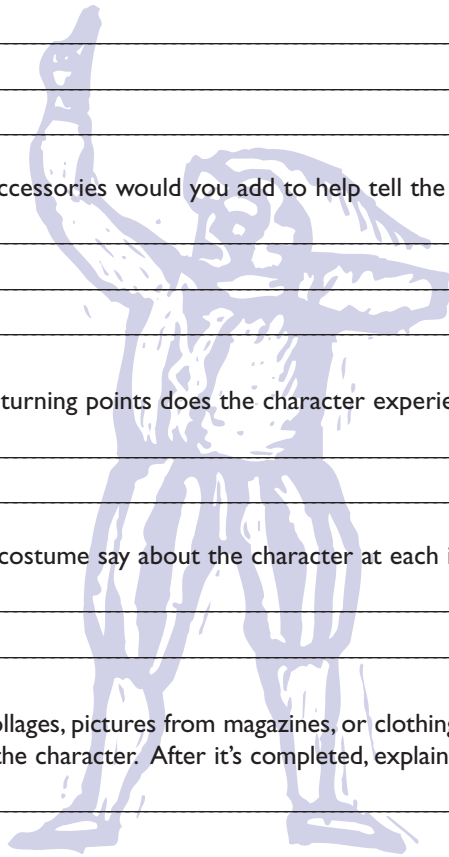 ccessories would you add to help tell the
turning points does the character experie
costume say about the character at each i
ollages, pictures from magazines, or clothing
the character. After it's completed, explain